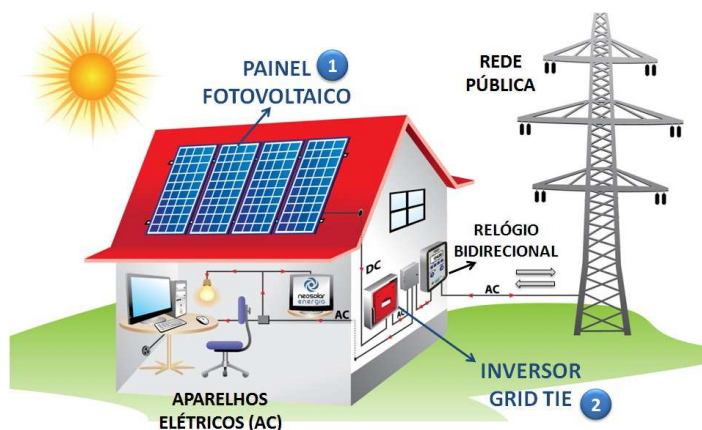 PAINEL 1
FOTOVOLTAICO
REDE
PÚBLICA
RELÓGIO
BIDIRECIONAL
DC
neosolar
energia
AC
AC
AC
INVERSOR
GRID TIE 2
APARELHOS
ELÉTRICOS (AC)